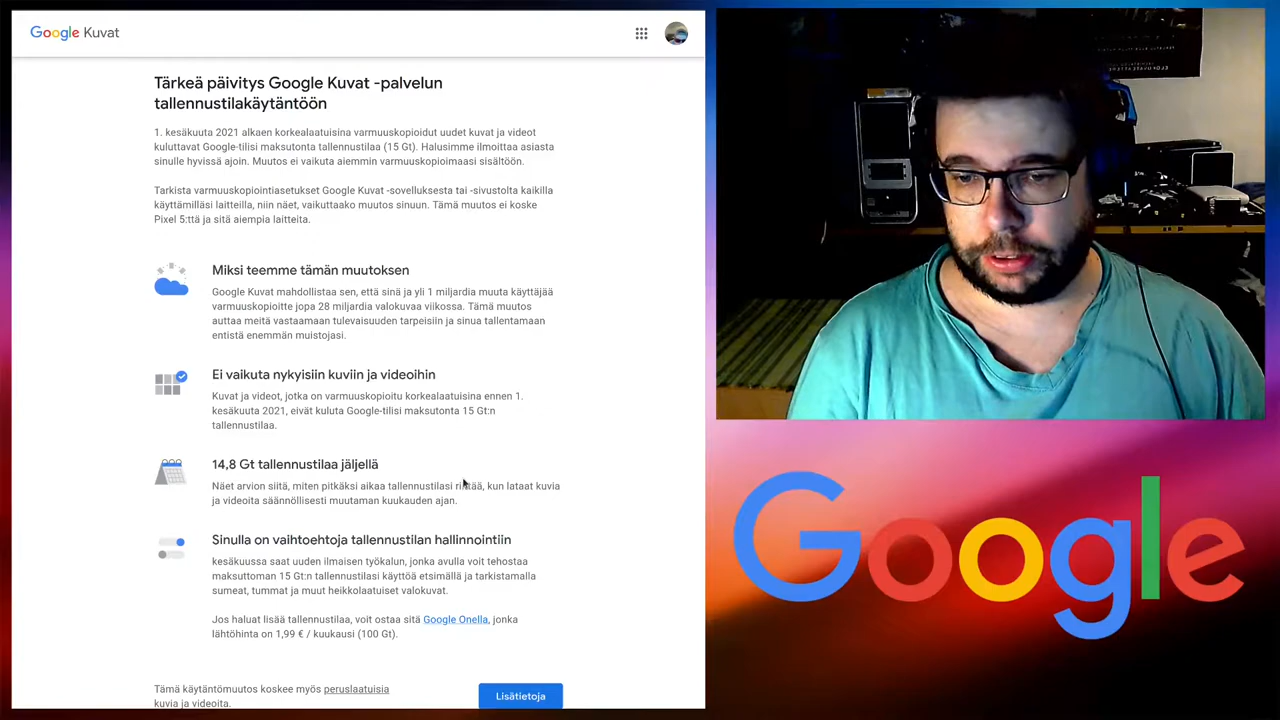 Google Kuvat
Tärkeä päivitys Google Kuvat -palvelun
tallennustilakäytäntöön
1. kesäkuuta 2021 alkaen korkealaatuisina varmuuskopioidut uudet kuvat ja videot
kuluttavat Google-tilisi maksutonta tallennustilaa (15 Gt). Halusimme ilmoittaa asiasta
sinulle hyvissä ajoin. Muutos ei vaikuta aiemmin varmuuskopioimaasi sisältöön.
Tarkista varmuuskopiointiasetukset Google Kuvat -sovelluksesta tai -sivustolta kaikilla
käyttämilläsi laitteilla, niin näet, vaikuttaako muutos sinuun. Tämä muutos ei koske
Pixel 5:ttä ja sitä aiempia laitteita.
Miksi teemme tämän muutoksen
Google Kuvat mahdollistaa sen, että sinä ja yli 1 miljardia muuta käyttäjää
varmuuskopioitte jopa 28 miljardia valokuvaa viikossa. Tämä muutos
auttaa meitä vastaamaan tulevaisuuden tarpeisiin ja sinua tallentamaan
entistä enemmän muistojasi.
Ei vaikuta nykyisiin kuviin ja videoihin
Kuvat ja videot, jotka on varmuuskopioitu korkealaatuisina ennen 1.
kesäkuuta 2021, eivät kuluta Google-tilisi maksutonta 15 Gt:n
tallennustilaa.
14,8 Gt tallennustilaa jäljellä
Näet arvion siitä, miten pitkäksi aikaa tallennustilasi riittää, kun lataat kuvia
ja videoita säännöllisesti muutaman kuukauden ajan.
Sinulla on vaihtoehtoja tallennustilan hallinnointiin
kesäkuussa saat uuden ilmaisen työkalun, jonka avulla voit tehostaa
maksuttoman 15 Gt:n tallennustilasi käyttöä etsimällä ja tarkistamalla
sumeat, tummat ja muut heikkolaatuiset valokuvat.
Jos haluat lisää tallennustilaa, voit ostaa sitä Google Onella, jonka
lähtöhinta on 1,99 € / kuukausi (100 Gt).
Tämä käytäntömuutos koskee myös peruslaatuisia
kuvia ja videoita.
Lisätietoja
Google